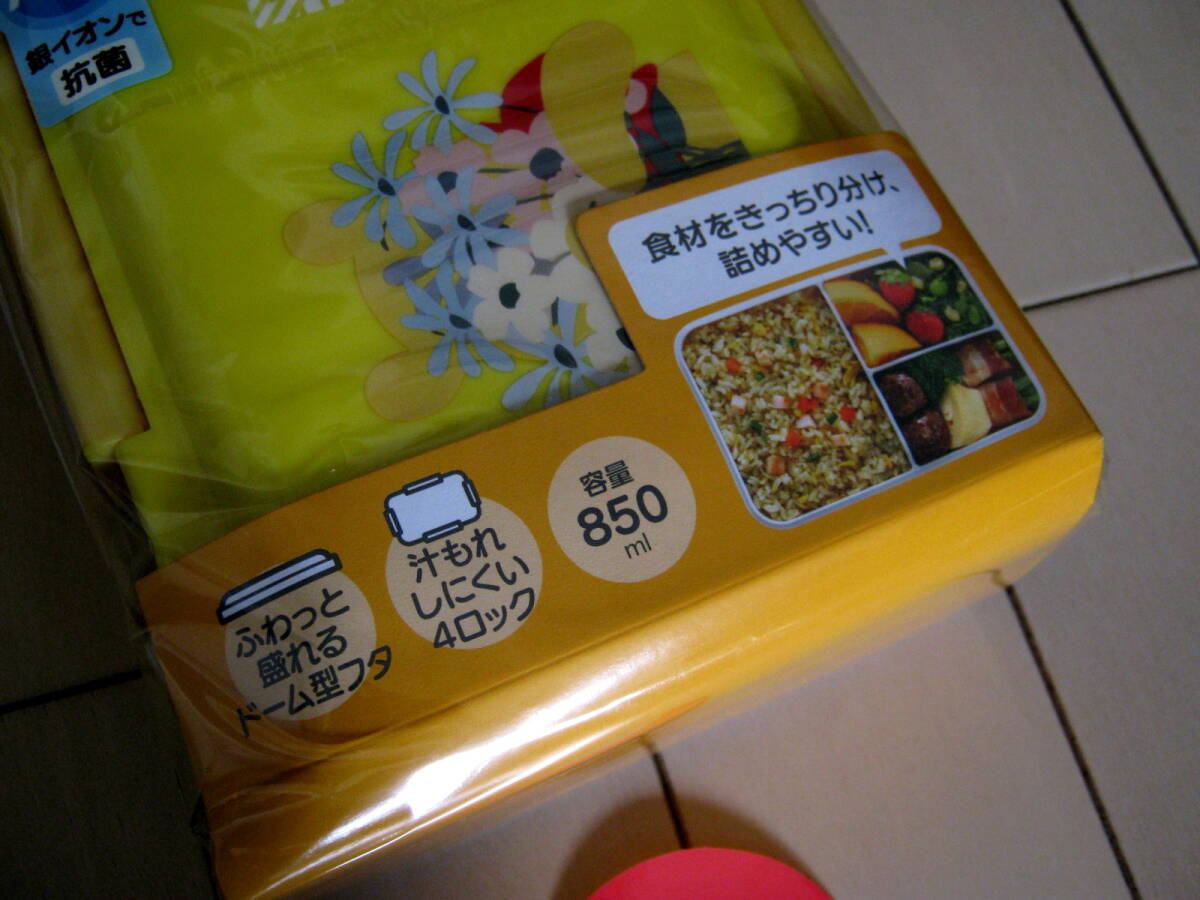 銀イオンで
抗菌
食材をきっちり分け、
詰めやすい!
容量
850
ml
汁もれ
しにくい
4ロック
ふわっと
盛れる
ドーム型フタ